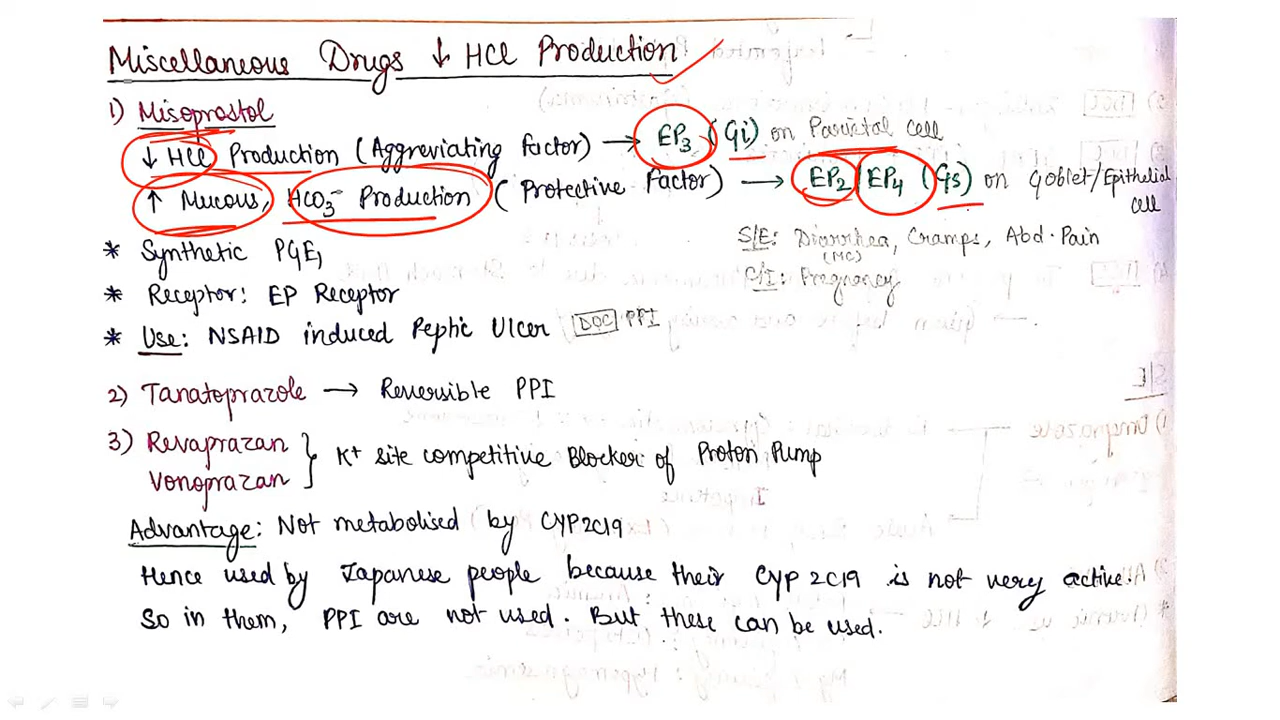 Miscellaneous Drugs ↓ HCl Production
1) Misoprostol
↓ HCl Production (Aggreviating Factor) → EP3 (Gi) on Parietal cell
↑ Mucous, HCO3⁻ Production (Protective Factor) → EP2/EP4 (Gs) on Goblet/Epithelial cell
S/E: Diarrhea, Cramps, Abd. Pain
(MC)
* Synthetic PGE1
C/I: Pregnancy
* Receptor: EP Receptor
* Use: NSAID induced Peptic Ulcer DOC PPI
2) Tanatoprazole → Reversible PPI
3) Revaprazan
Vonoprazan } K+ site competitive Blocker of Proton Pump
Advantage: Not metabolised by CYP2C19
Hence used by Japanese people because their CYP 2C19 is not very active.
So in them, PPI are not used. But these can be used.